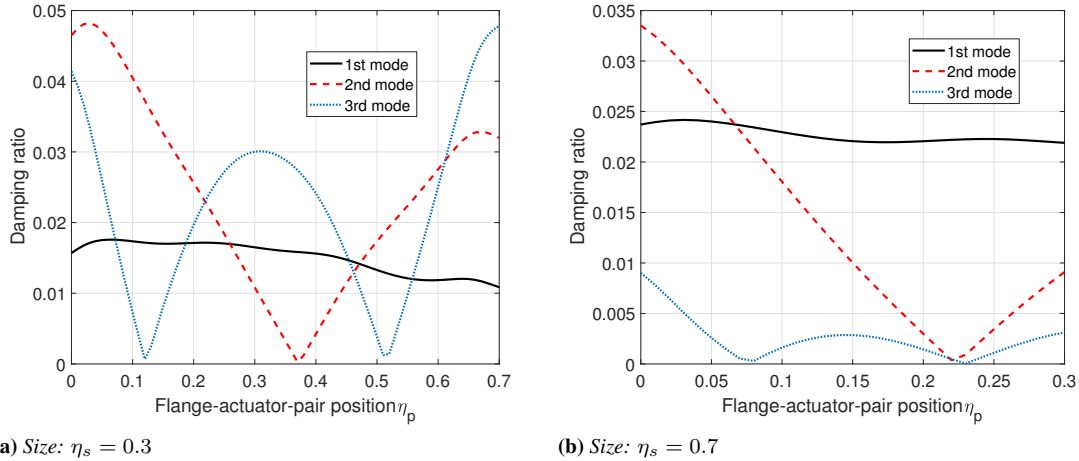 0.05
0.04
0.03
0.02
0.01
0
Damping ratio
1st mode
2nd mode
3rd mode
0 0.1 0.2 0.3 0.4 0.5 0.6 0.7
Flange-actuator-pair position η_p
a) Size: η_s = 0.3
0.035
0.03
0.025
0.02
0.015
0.01
0.005
0
Damping ratio
1st mode
2nd mode
3rd mode
0 0.05 0.1 0.15 0.2 0.25 0.3
Flange-actuator-pair position η_p
(b) Size: η_s = 0.7